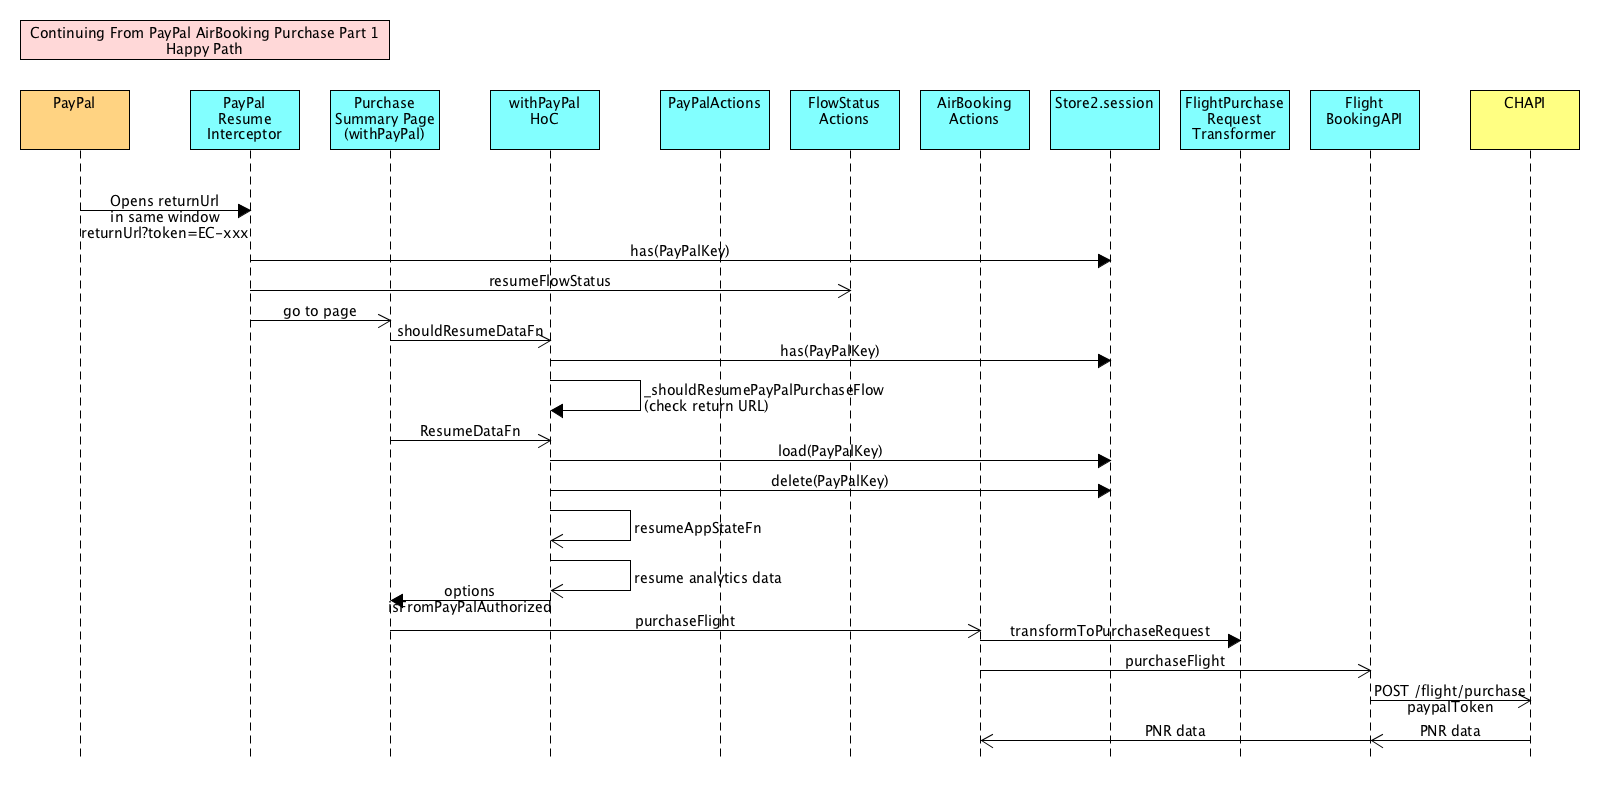 Continuing From PayPal AirBooking Purchase Part 1
Happy Path
PayPal
PayPal
Resume
Interceptor
Purchase
Summary Page
(withPayPal)
withPayPal
HoC
PayPalActions
FlowStatus
Actions
AirBooking
Actions
Store2.session
FlightPurchase
Request
Transformer
Flight
BookingAPI
CHAPI
Opens returnUrl
in same window
returnUrl?token=EC-xxx
has(PayPalKey)
resumeFlowStatus
go to page
shouldResumeDataFn
has(PayPalKey)
_shouldResumePayPalPurchaseFlow
(check return URL)
ResumeDataFn
load(PayPalKey)
delete(PayPalKey)
resumeAppStateFn
resume analytics data
options
isFromPayPalAuthorized
purchaseFlight
transformToPurchaseRequest
purchaseFlight
POST /flight/purchase
paypalToken
PNR data
PNR data